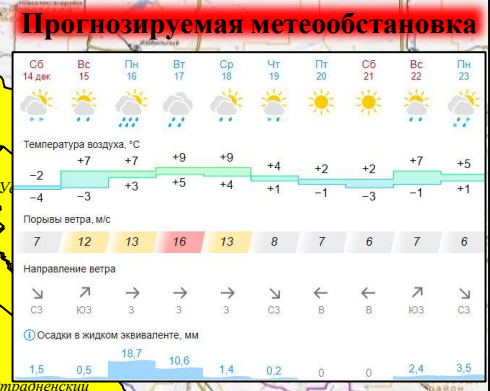 Прогнозируемая метеообстановка
Сб Вс Пн Вт Ср Чт Пт Сб Вс Пн
14 дек 15 16 17 18 19 20 21 22 23
Температура воздуха, °C
−2 +7 +7 +9 +9 +4 +2 +2 +7 +5
−4 −3 +3 +5 +4 +1 −1 −3 −1 +1
Порывы ветра, м/с
7 12 13 16 13 8 7 6 7 6
Направление ветра
СЗ ЮЗ З З З СЗ В В ЮЗ СЗ
Осадки в жидком эквиваленте, мм
1,5 0,5 18,7 10,6 1,4 0,2 0 0 2,4 3,5
традненский